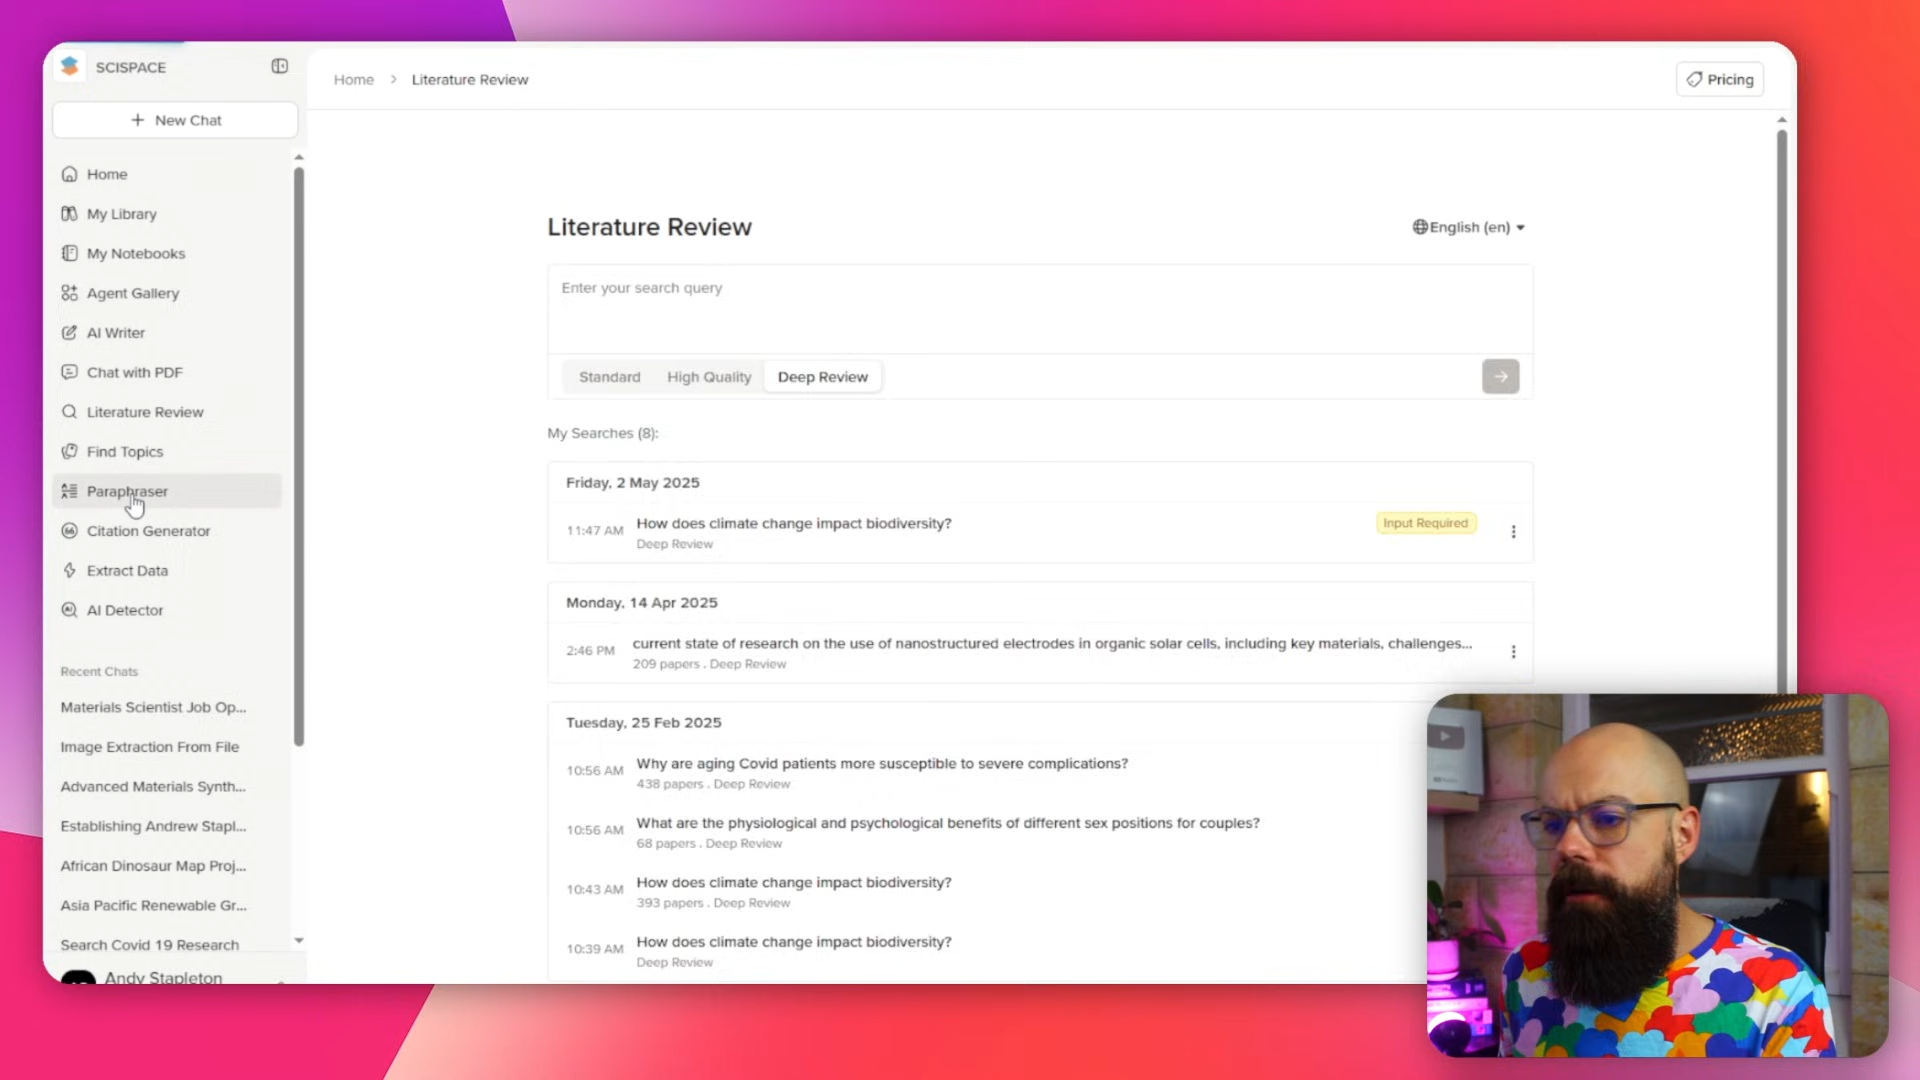 SCISPACE
New Chat
Home
My Library
My Notebooks
Agent Gallery
AI Writer
Chat with PDF
Literature Review
Find Topics
Paraphraser
Citation Generator
Extract Data
AI Detector
Recent Chats
Materials Scientist Job Op...
Image Extraction From File
Advanced Materials Synth...
Establishing Andrew Stapl...
African Dinosaur Map Proj...
Asia Pacific Renewable Gr...
Search Covid 19 Research
Andy Stapleton
Home > Literature Review
Pricing
Literature Review
English (en)
Enter your search query
Standard High Quality Deep Review
My Searches (8):
Friday, 2 May 2025
11:47 AM How does climate change impact biodiversity? Input Required
Deep Review
Monday, 14 Apr 2025
2:46 PM current state of research on the use of nanostructured electrodes in organic solar cells, including key materials, challenges...
209 papers . Deep Review
Tuesday, 25 Feb 2025
10:56 AM Why are aging Covid patients more susceptible to severe complications?
438 papers . Deep Review
10:56 AM What are the physiological and psychological benefits of different sex positions for couples?
68 papers . Deep Review
10:43 AM How does climate change impact biodiversity?
393 papers . Deep Review
10:39 AM How does climate change impact biodiversity?
Deep Review